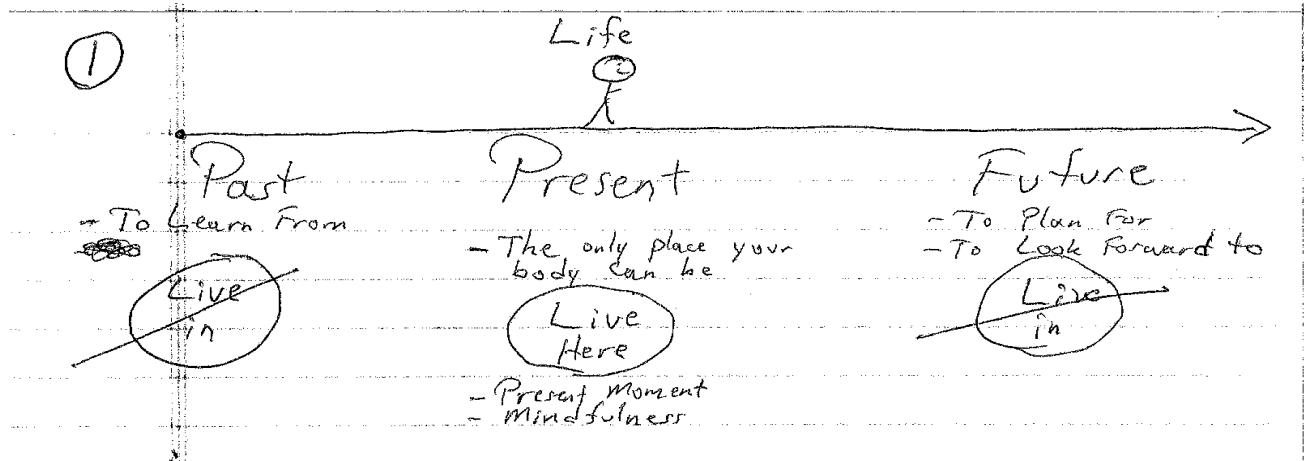 1
Life
Past
- To Learn From
Live
in
Present
- The only place your
body can be
Live
Here
- Present Moment
- Mindfulness
Future
- To Plan For
- To Look Forward to
Live
in